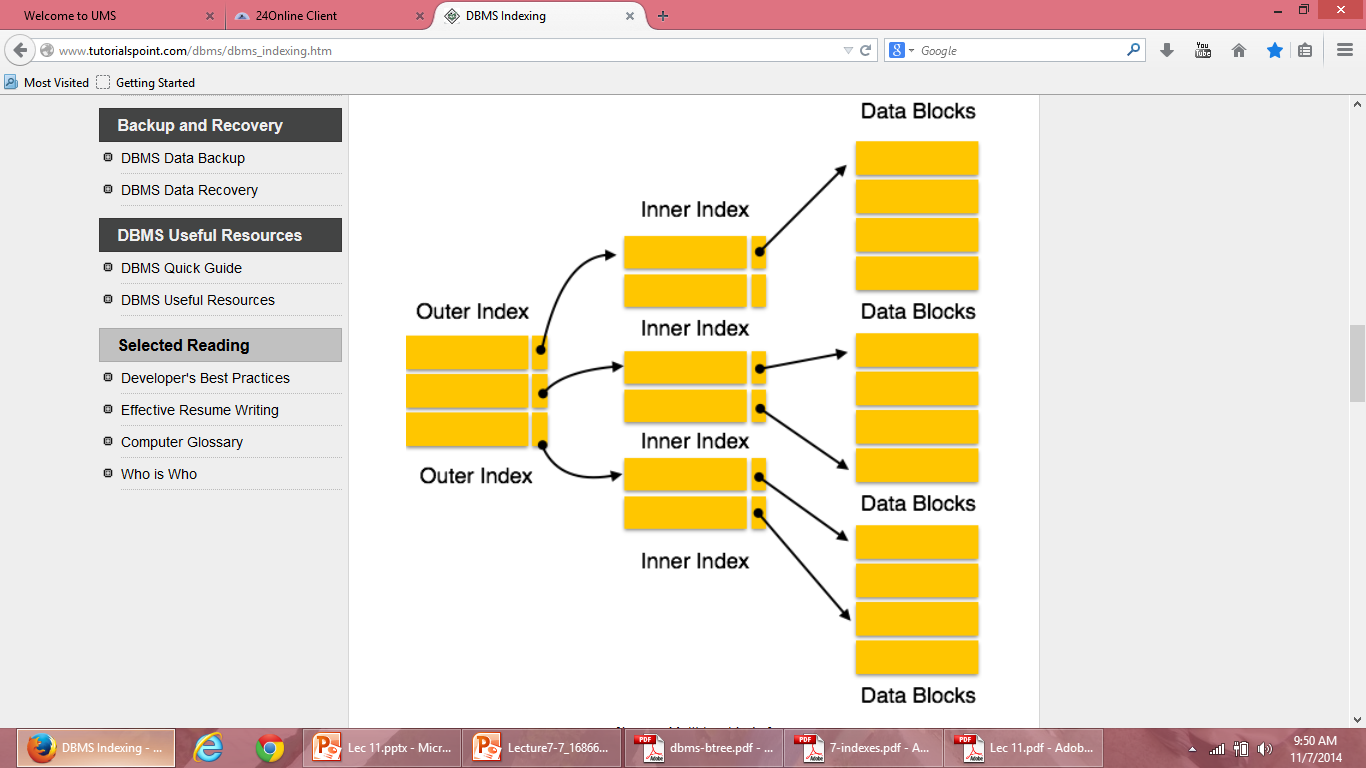 Welcome to UMS
24Online Client
DBMS Indexing
www.tutorialspoint.com/dbms/dbms_indexing.htm
Google
Most Visited
Getting Started
Backup and Recovery
DBMS Data Backup
DBMS Data Recovery
DBMS Useful Resources
DBMS Quick Guide
DBMS Useful Resources
Selected Reading
Developer's Best Practices
Effective Resume Writing
Computer Glossary
Who is Who
Outer Index
Outer Index
Inner Index
Inner Index
Inner Index
Inner Index
Data Blocks
Data Blocks
Data Blocks
Data Blocks
DBMS Indexing - ...
Lec 11.pptx - Micr...
Lecture7-7_16866...
dbms-btree.pdf - ...
7-indexes.pdf - A...
Lec 11.pdf - Adob...
9:50 AM
11/7/2014